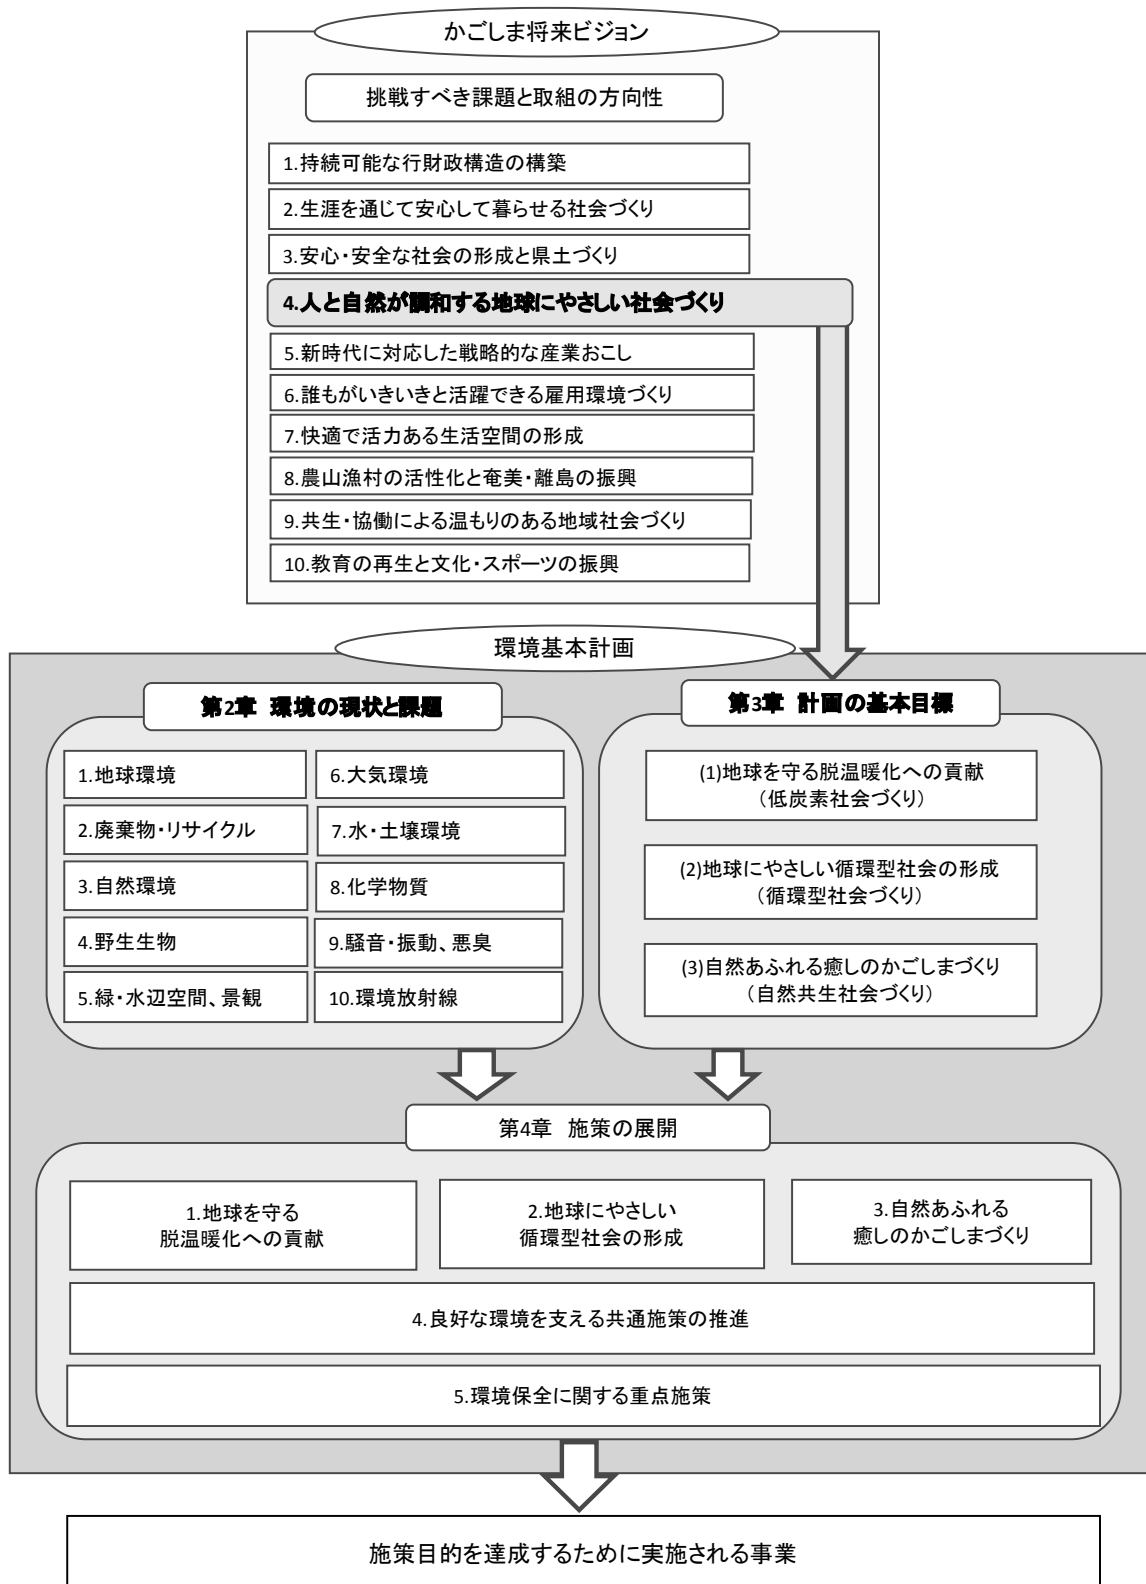 かごしま将来ビジョン
挑戦すべき課題と取組の方向性
1.持続可能な行財政構造の構築
2.生涯を通じて安心して暮らせる社会づくり
3.安心・安全な社会の形成と県土づくり
4.人と自然が調和する地球にやさしい社会づくり
5.新時代に対応した戦略的な産業おこし
6.誰もがいきいきと活躍できる雇用環境づくり
7.快適で活力ある生活空間の形成
8.農山漁村の活性化と奄美・離島の振興
9.共生・協働による温もりのある地域社会づくり
10.教育の再生と文化・スポーツの振興
環境基本計画
第2章 環境の現状と課題
1.地球環境
2.廃棄物・リサイクル
3.自然環境
4.野生生物
5.緑・水辺空間、景観
6.大気環境
7.水・土壌環境
8.化学物質
9.騒音・振動、悪臭
10.環境放射線
第3章 計画の基本目標
(1)地球を守る脱温暖化への貢献
（低炭素社会づくり）
(2)地球にやさしい循環型社会の形成
（循環型社会づくり）
(3)自然あふれる癒しのかごしまづくり
（自然共生社会づくり）
第4章 施策の展開
1.地球を守る
脱温暖化への貢献
2.地球にやさしい
循環型社会の形成
3.自然あふれる
癒しのかごしまづくり
4.良好な環境を支える共通施策の推進
5.環境保全に関する重点施策
施策目的を達成するために実施される事業